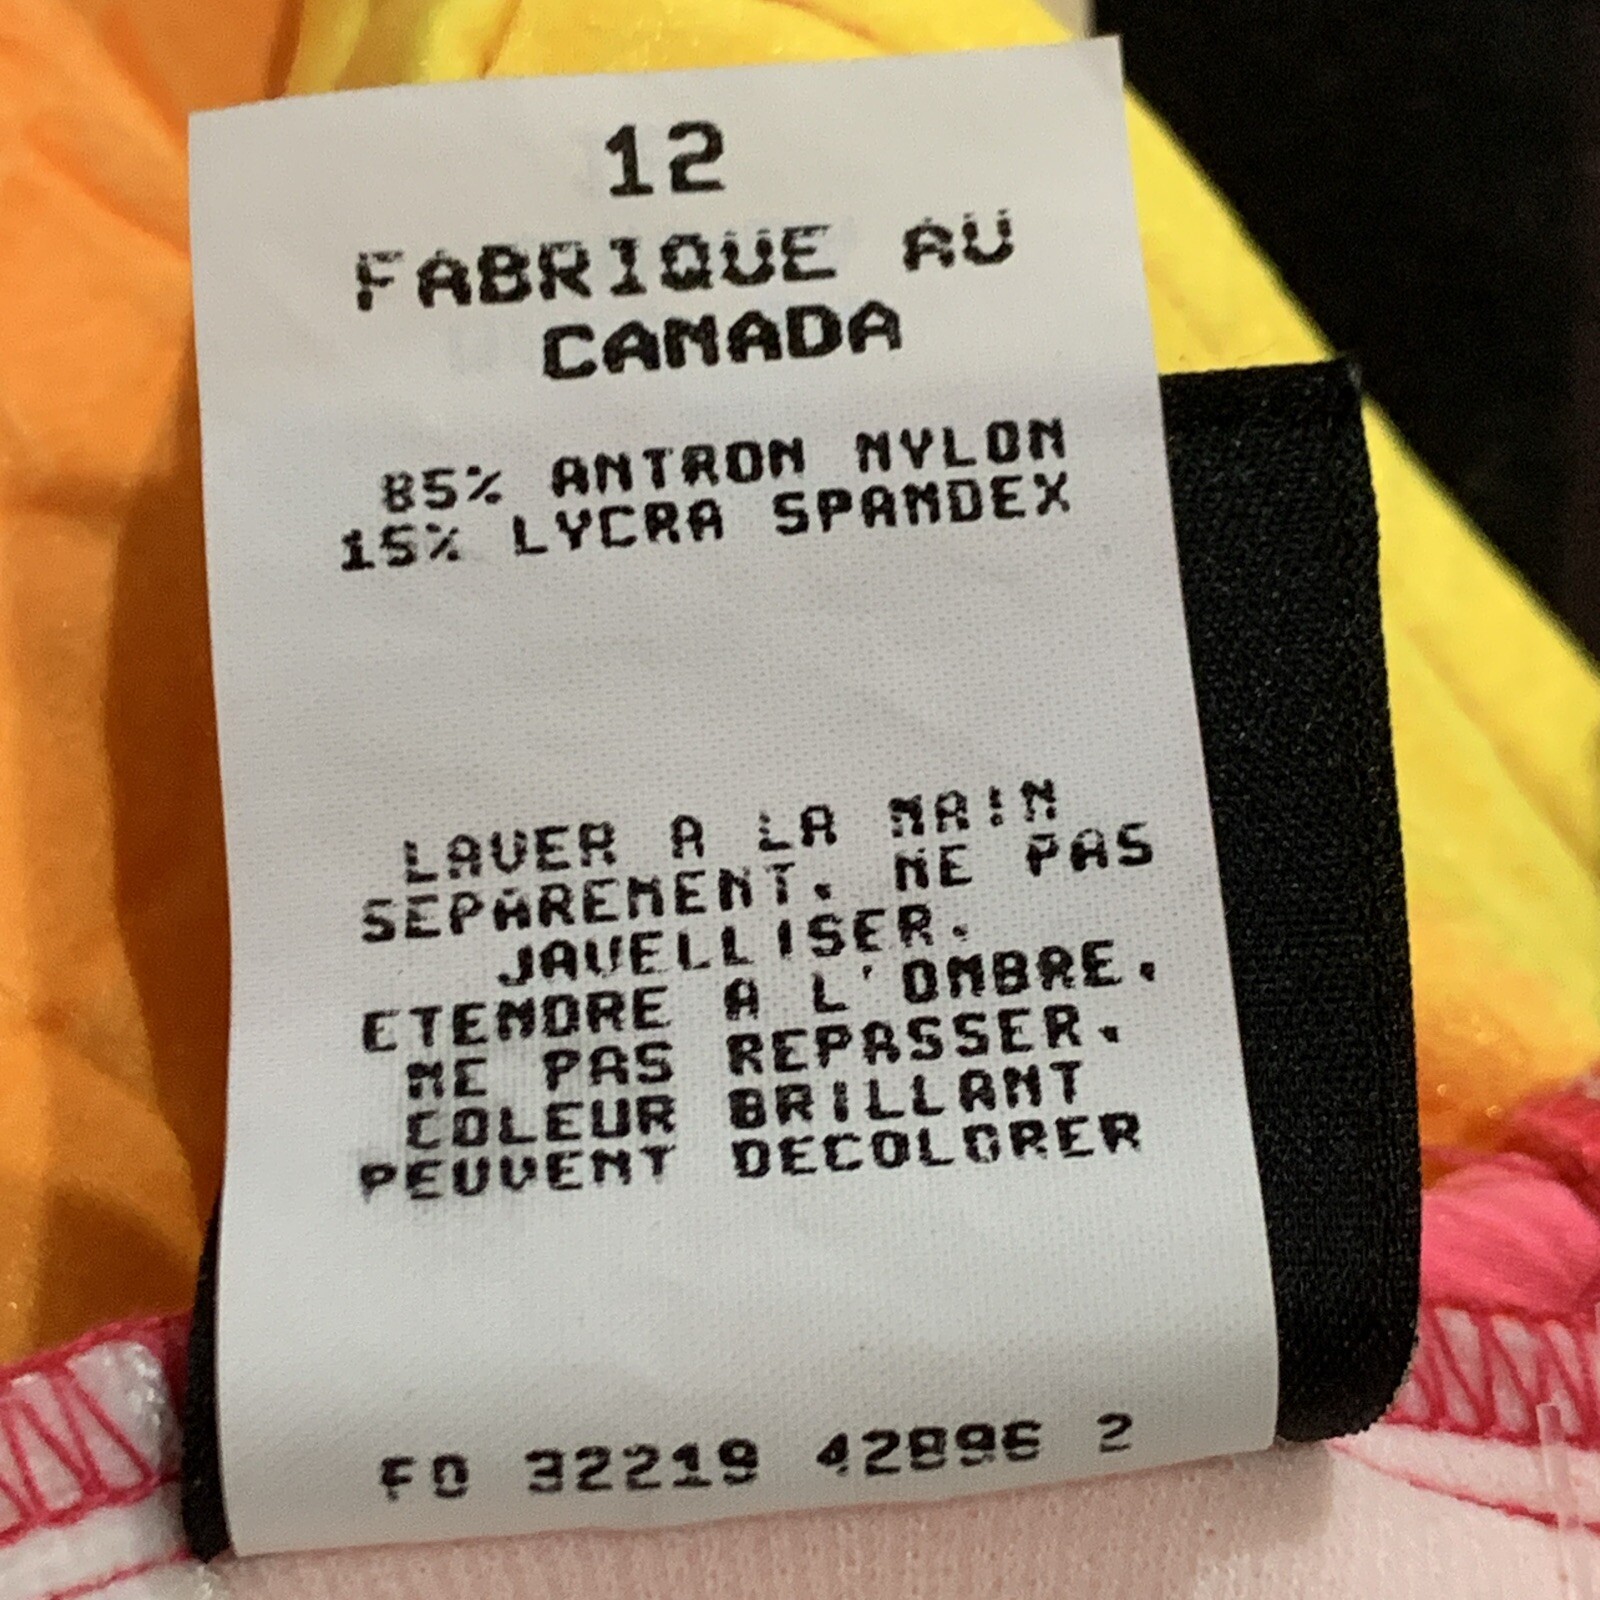 12
FABRIQUE AU
CANADA
85% ANTRON NYLON
15% LYCRA SPANDEX
LAVER A LA MAIN
SEPAREMENT. NE PAS
JAVELLISER.
ETENDRE A L'OMBRE.
NE PAS REPASSER.
COLEUR BRILLANT
PEUVENT DECOLORER
FO 32219 42896 2